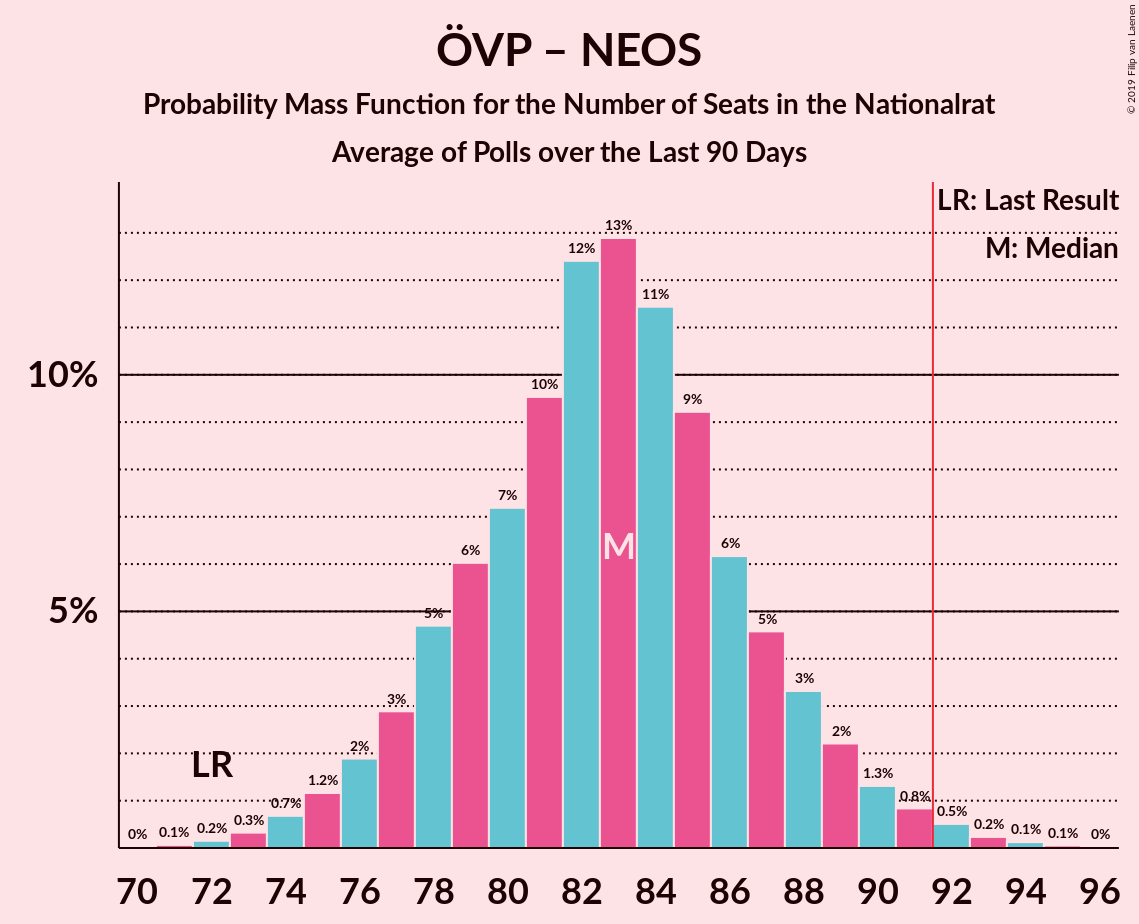 ÖVP – NEOS
Probability Mass Function for the Number of Seats in the Nationalrat
Average of Polls over the Last 90 Days
© 2019 Filip van Laenen
LR: Last Result
M: Median
10%
5%
LR
M
0% 0.1% 0.2% 0.3% 0.7% 1.2% 2% 3% 5% 6% 7% 10% 12% 13% 11% 9% 6% 5% 3% 2% 1.3% 0.8% 0.5% 0.2% 0.1% 0.1% 0%
70 72 74 76 78 80 82 84 86 88 90 92 94 96